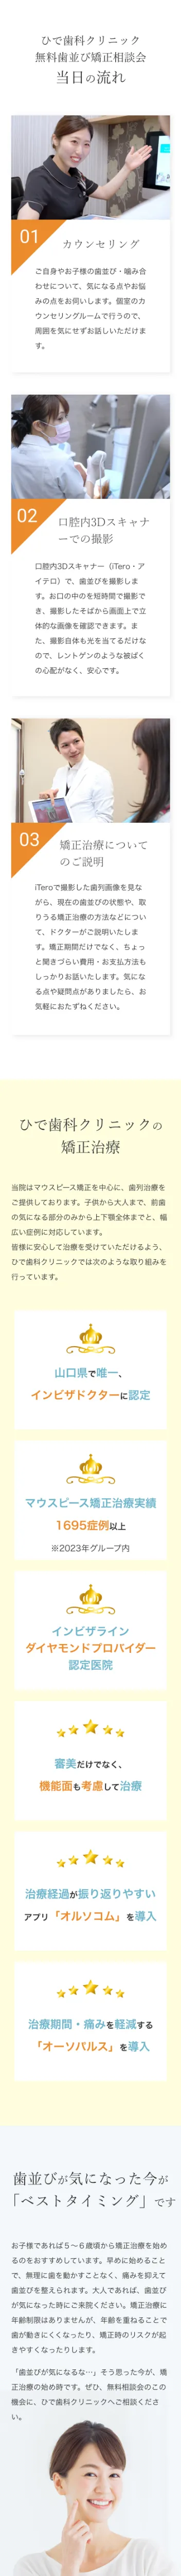 ひで歯科クリニック
無料歯並び矯正相談会
当日の流れ
01
カウンセリング
ご自身やお子様の歯並び・噛み合
わせについて、気になる点やお悩
みの点をお伺いします。個室のカ
ウンセリングルームで行うので、
周囲を気にせずお話しいただけま
す。
02
口腔内3Dスキャナ
ーでの撮影
口腔内3Dスキャナー（iTero・ア
イテロ）で、歯並びを撮影しま
す。お口の中のを短時間で撮影で
き、撮影したそばから画面上で立
体的な画像を確認できます。ま
た、撮影自体も光を当てるだけな
ので、レントゲンのような被ばく
の心配がなく、安心です。
03
矯正治療について
のご説明
iTeroで撮影した歯列画像を見な
がら、現在の歯並びの状態や、取
りうる矯正治療の方法などについ
て、ドクターがご説明いたしま
す。矯正期間だけでなく、ちょっ
と聞きづらい費用・お支払方法も
しっかりお話いたします。気にな
る点や疑問点がありましたら、お
気軽におたずねください。
ひで歯科クリニックの
矯正治療
当院はマウスピース矯正を中心に、歯列治療を
ご提供しております。子供から大人まで、前歯
の気になる部分のみから上下顎全体までと、幅
広い症例に対応しています。
皆様に安心して治療を受けていただけるよう、
ひで歯科クリニックでは次のような取り組みを
行っています。
山口県で唯一、
インビザドクターに認定
マウスピース矯正治療実績
1695症例以上
※2023年グループ内
インビザライン
ダイヤモンドプロバイダー
認定医院
審美だけでなく、
機能面も考慮して治療
治療経過が振り返りやすい
アプリ「オルソコム」を導入
治療期間・痛みを軽減する
「オーソパルス」を導入
歯並びが気になった今が
「ベストタイミング」です
お子様であれば５〜６歳頃から矯正治療を始め
るのをおすすめしています。早めに始めること
で、無理に歯を動かすことなく、痛みを抑えて
歯並びを整えられます。大人であれば、歯並び
が気になった時にご来院ください。矯正治療に
年齢制限はありませんが、年齢を重ねることで
歯が動きにくくなったり、矯正時のリスクが起
きやすくなったりします。
「歯並びが気になるな…」そう思った今が、矯
正治療の始め時です。ぜひ、無料相談会のこの
機会に、ひで歯科クリニックへご相談くださ
い。